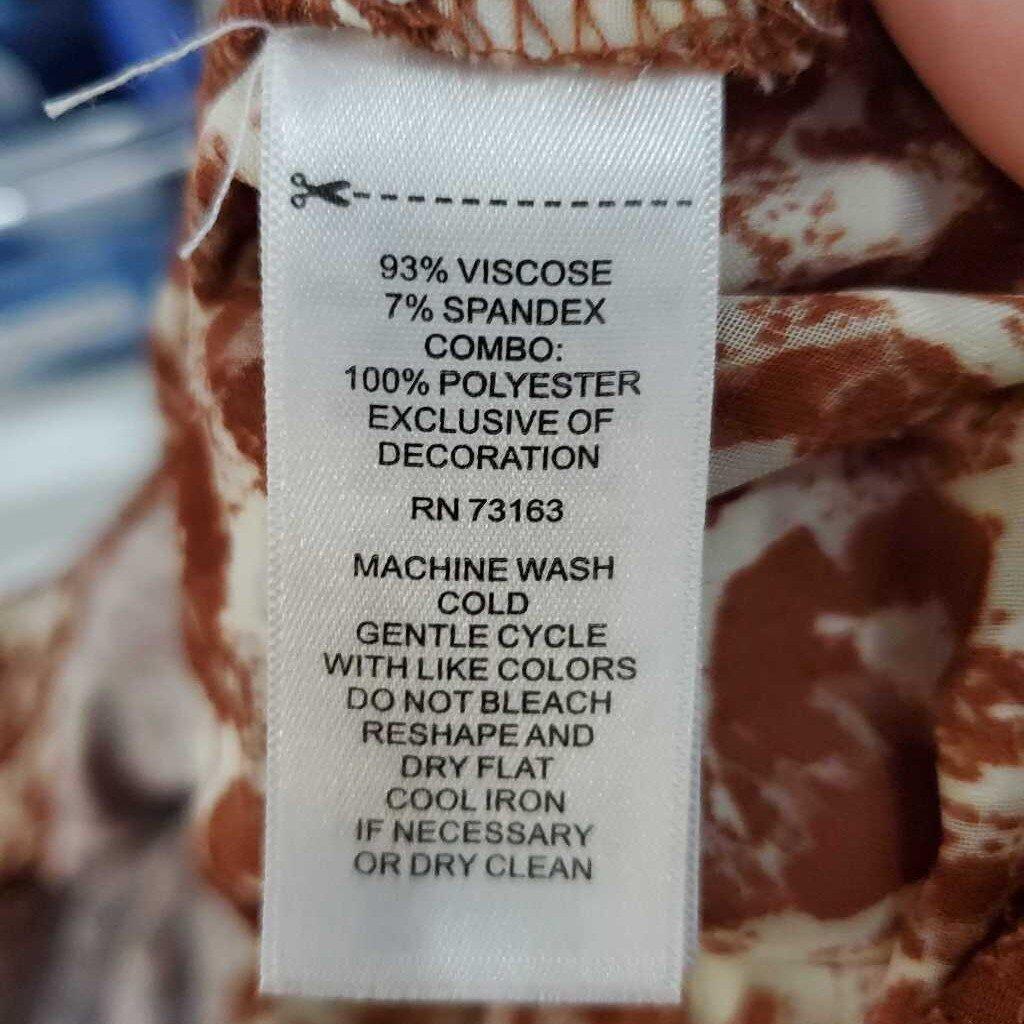 93% VISCOSE
7% SPANDEX
COMBO:
100% POLYESTER
EXCLUSIVE OF
DECORATION
RN 73163
MACHINE WASH
COLD
GENTLE CYCLE
WITH LIKE COLORS
DO NOT BLEACH
RESHAPE AND
DRY FLAT
COOL IRON
IF NECESSARY
OR DRY CLEAN